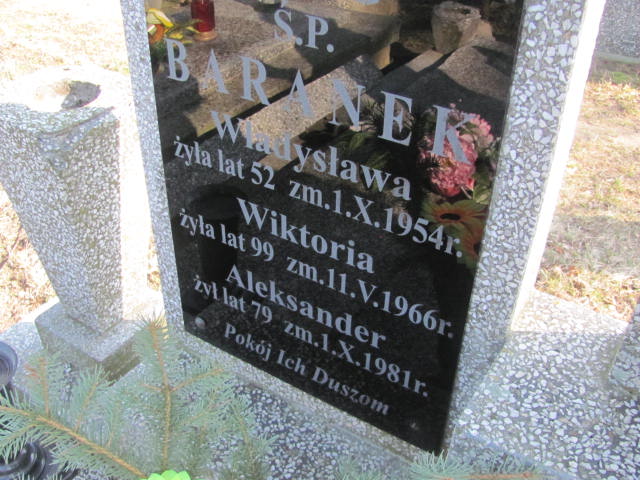 Ś.P.
BARANEK
Władysława
żyła lat 52 zm.1.X.1954r.
Wiktoria
żyła lat 99 zm.11.V.1966r.
Aleksander
żył lat 79 zm.1.X.1981r.
Pokój Ich Duszom